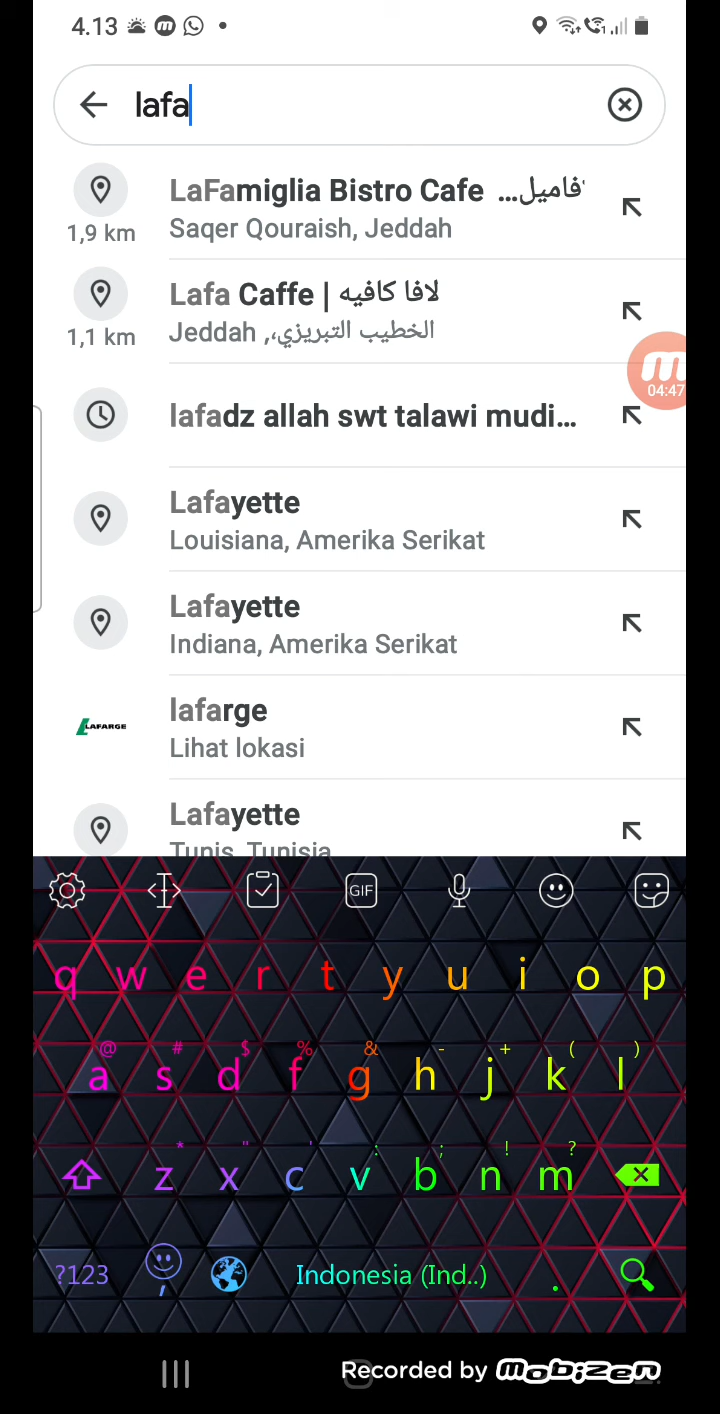 4.13
lafa
LaFamiglia Bistro Cafe ...فاميل
1,9 km
Saqer Qouraish, Jeddah
Lafa Caffe | لافا كافيه
1,1 km
Jeddah ,الخطيب التبريزي،
lafadz allah swt talawi mudi...
04:47
Lafayette
Louisiana, Amerika Serikat
Lafayette
Indiana, Amerika Serikat
LAFARGE
lafarge
Lihat lokasi
Lafayette
Tunis, Tunisia
GIF
q w e r t y u i o p
@ # $ % & - + ( )
a s d f g h j k l
* " ' : ; ! ?
z x c v b n m
?123 , Indonesia (Ind..) .
Recorded by mobizen